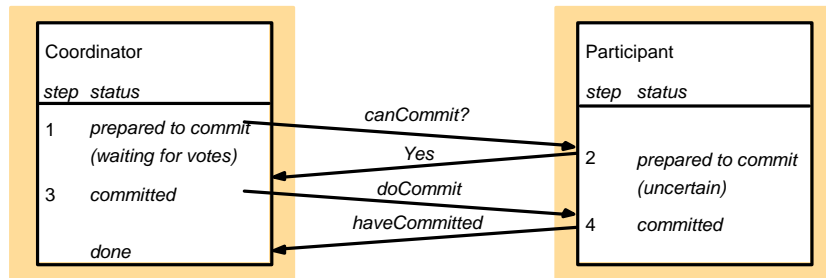 Coordinator
step status
1 prepared to commit
(waiting for votes)
3 committed
done
canCommit?
Yes
doCommit
haveCommitted
Participant
step status
2 prepared to commit
(uncertain)
4 committed